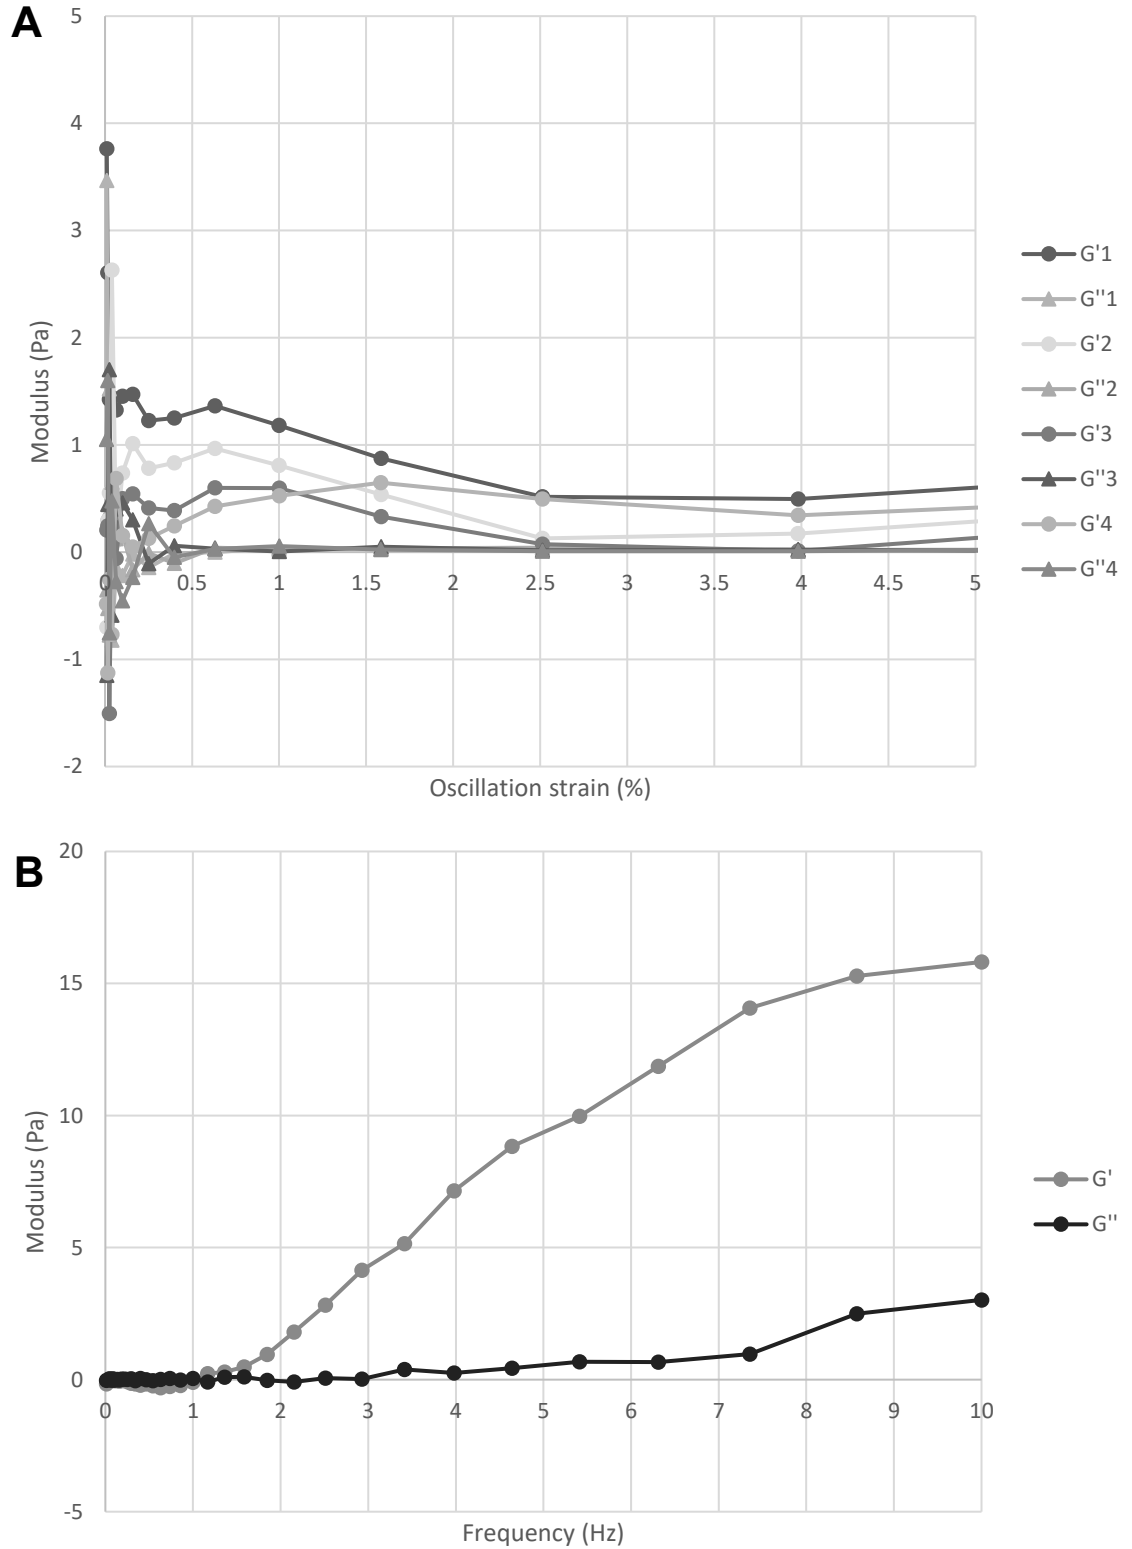 A
5
4
3
2
1
0
-1
-2
Modulus (Pa)
0 0.5 1 1.5 2 2.5 3 3.5 4 4.5 5
Oscillation strain (%)
G'1
G''1
G'2
G''2
G'3
G''3
G'4
G''4
B
20
15
10
5
0
-5
Modulus (Pa)
0 1 2 3 4 5 6 7 8 9 10
Frequency (Hz)
G'
G''